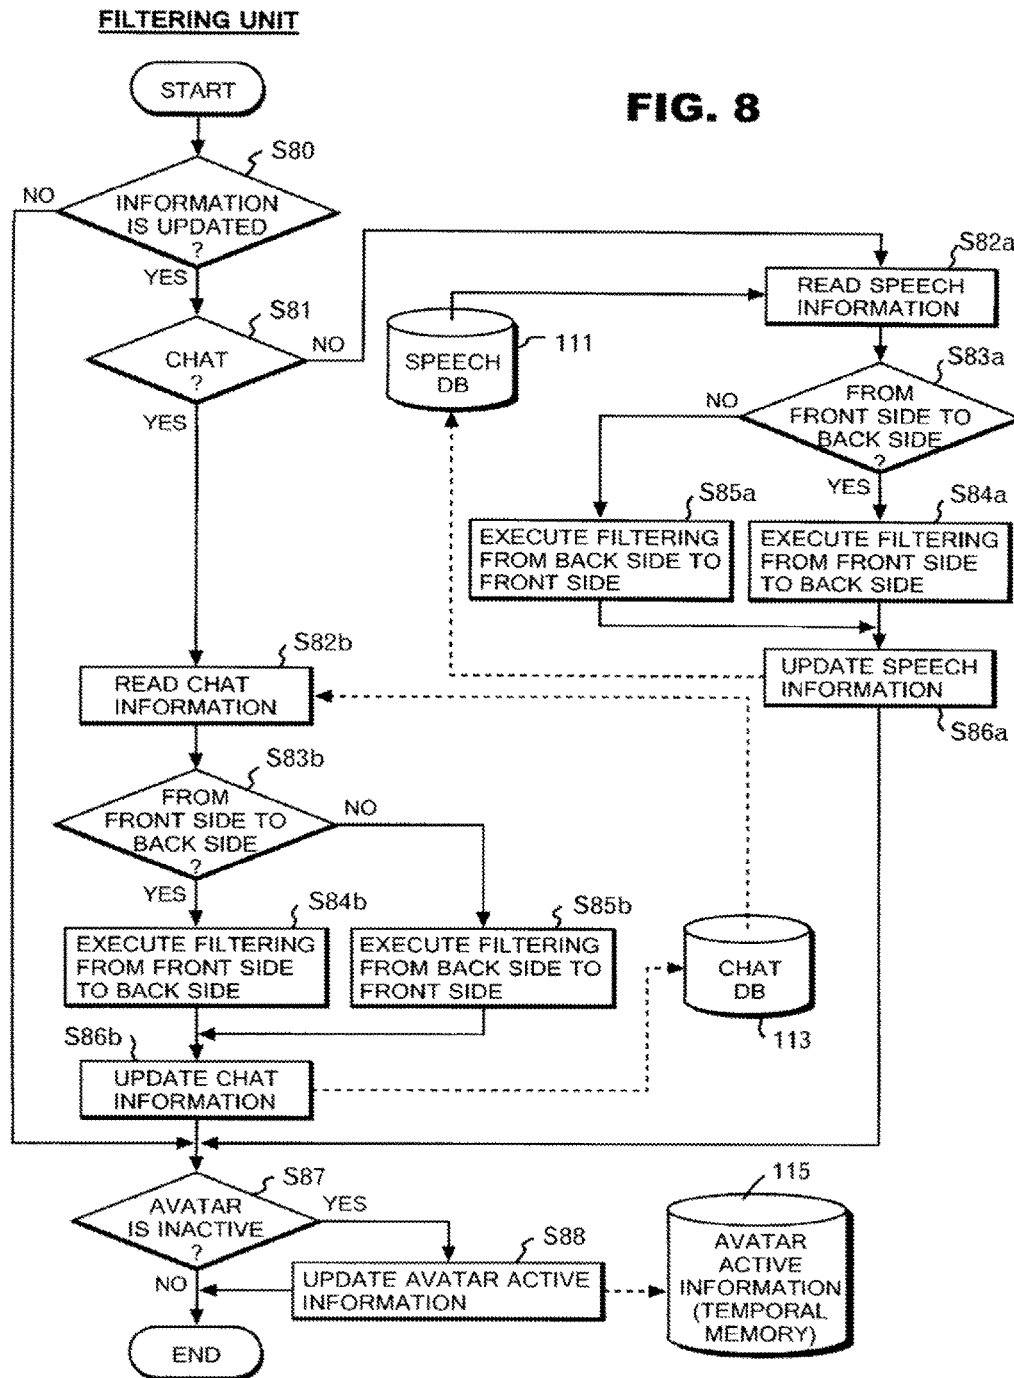 FILTERING UNIT
FIG. 8
START
S80
NO
INFORMATION
IS UPDATED
?
YES
S81
CHAT
?
NO
YES
S82a
READ SPEECH
INFORMATION
SPEECH
DB
111
S83a
FROM
FRONT SIDE TO
BACK SIDE
?
NO
YES
S85a
EXECUTE FILTERING
FROM BACK SIDE TO
FRONT SIDE
S84a
EXECUTE FILTERING
FROM FRONT SIDE
TO BACK SIDE
UPDATE SPEECH
INFORMATION
S86a
S82b
READ CHAT
INFORMATION
S83b
FROM
FRONT SIDE TO
BACK SIDE
?
NO
YES
S84b
EXECUTE FILTERING
FROM FRONT SIDE
TO BACK SIDE
S85b
EXECUTE FILTERING
FROM BACK SIDE TO
FRONT SIDE
CHAT
DB
113
S86b
UPDATE CHAT
INFORMATION
S87
AVATAR
IS INACTIVE
?
YES
NO
S88
UPDATE AVATAR ACTIVE
INFORMATION
115
AVATAR
ACTIVE
INFORMATION
(TEMPORAL
MEMORY)
END